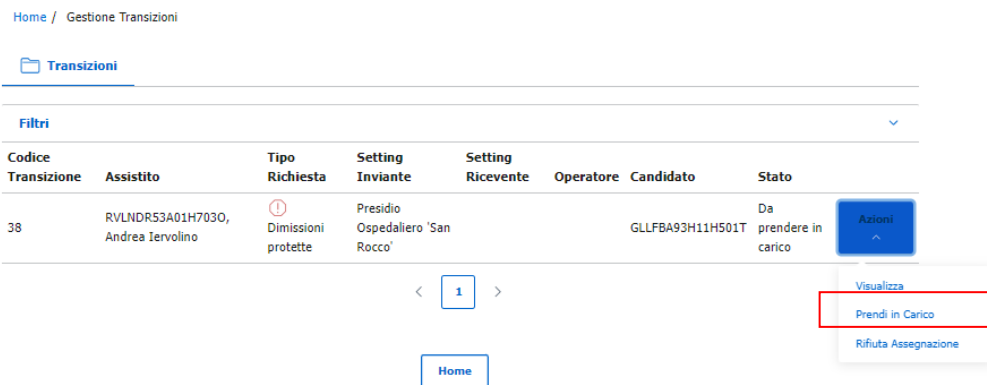 Home / Gestione Transizioni
Transizioni
Filtri
Codice Transizione Assistito Tipo Richiesta Setting Inviante Setting Ricevente Operatore Candidato Stato
38 RVLNDR53A01H703O, Andrea Iervolino Dimissioni protette Presidio Ospedaliero 'San Rocco' GLLFBA93H11H501T Da prendere in carico Azioni
< 1 >
Visualizza
Prendi in Carico
Rifiuta Assegnazione
Home